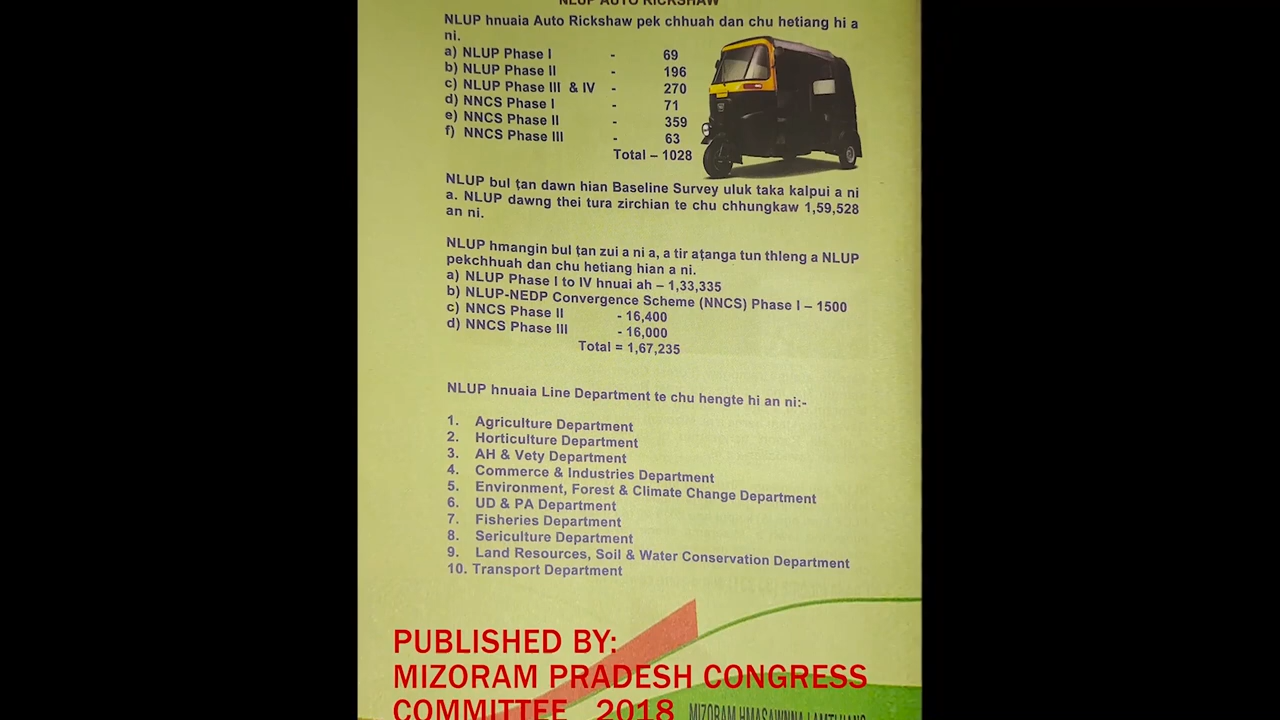 NLUP AUTO RICKSHAW
NLUP hnuaia Auto Rickshaw pek chhuah dan chu hetiang hi a
ni.
a) NLUP Phase I - 69
b) NLUP Phase II - 196
c) NLUP Phase III & IV - 270
d) NNCS Phase I - 71
e) NNCS Phase II - 359
f) NNCS Phase III - 63
Total – 1028
NLUP bul ţan dawn hian Baseline Survey uluk taka kalpui a ni
a. NLUP dawng thei tura zirchian te chu chhungkaw 1,59,528
an ni.
NLUP hmangin bul ţan zui a ni a, a tir aţanga tun thleng a NLUP
pekchhuah dan chu hetiang hian a ni.
a) NLUP Phase I to IV hnuai ah – 1,33,335
b) NLUP-NEDP Convergence Scheme (NNCS) Phase I – 1500
c) NNCS Phase II - 16,400
d) NNCS Phase III - 16,000
Total = 1,67,235
NLUP hnuaia Line Department te chu hengte hi an ni:-
1. Agriculture Department
2. Horticulture Department
3. AH & Vety Department
4. Commerce & Industries Department
5. Environment, Forest & Climate Change Department
6. UD & PA Department
7. Fisheries Department
8. Sericulture Department
9. Land Resources, Soil & Water Conservation Department
10. Transport Department
PUBLISHED BY:
MIZORAM PRADESH CONGRESS
COMMITTEE 2018
MIZORAM HMASAWNNA